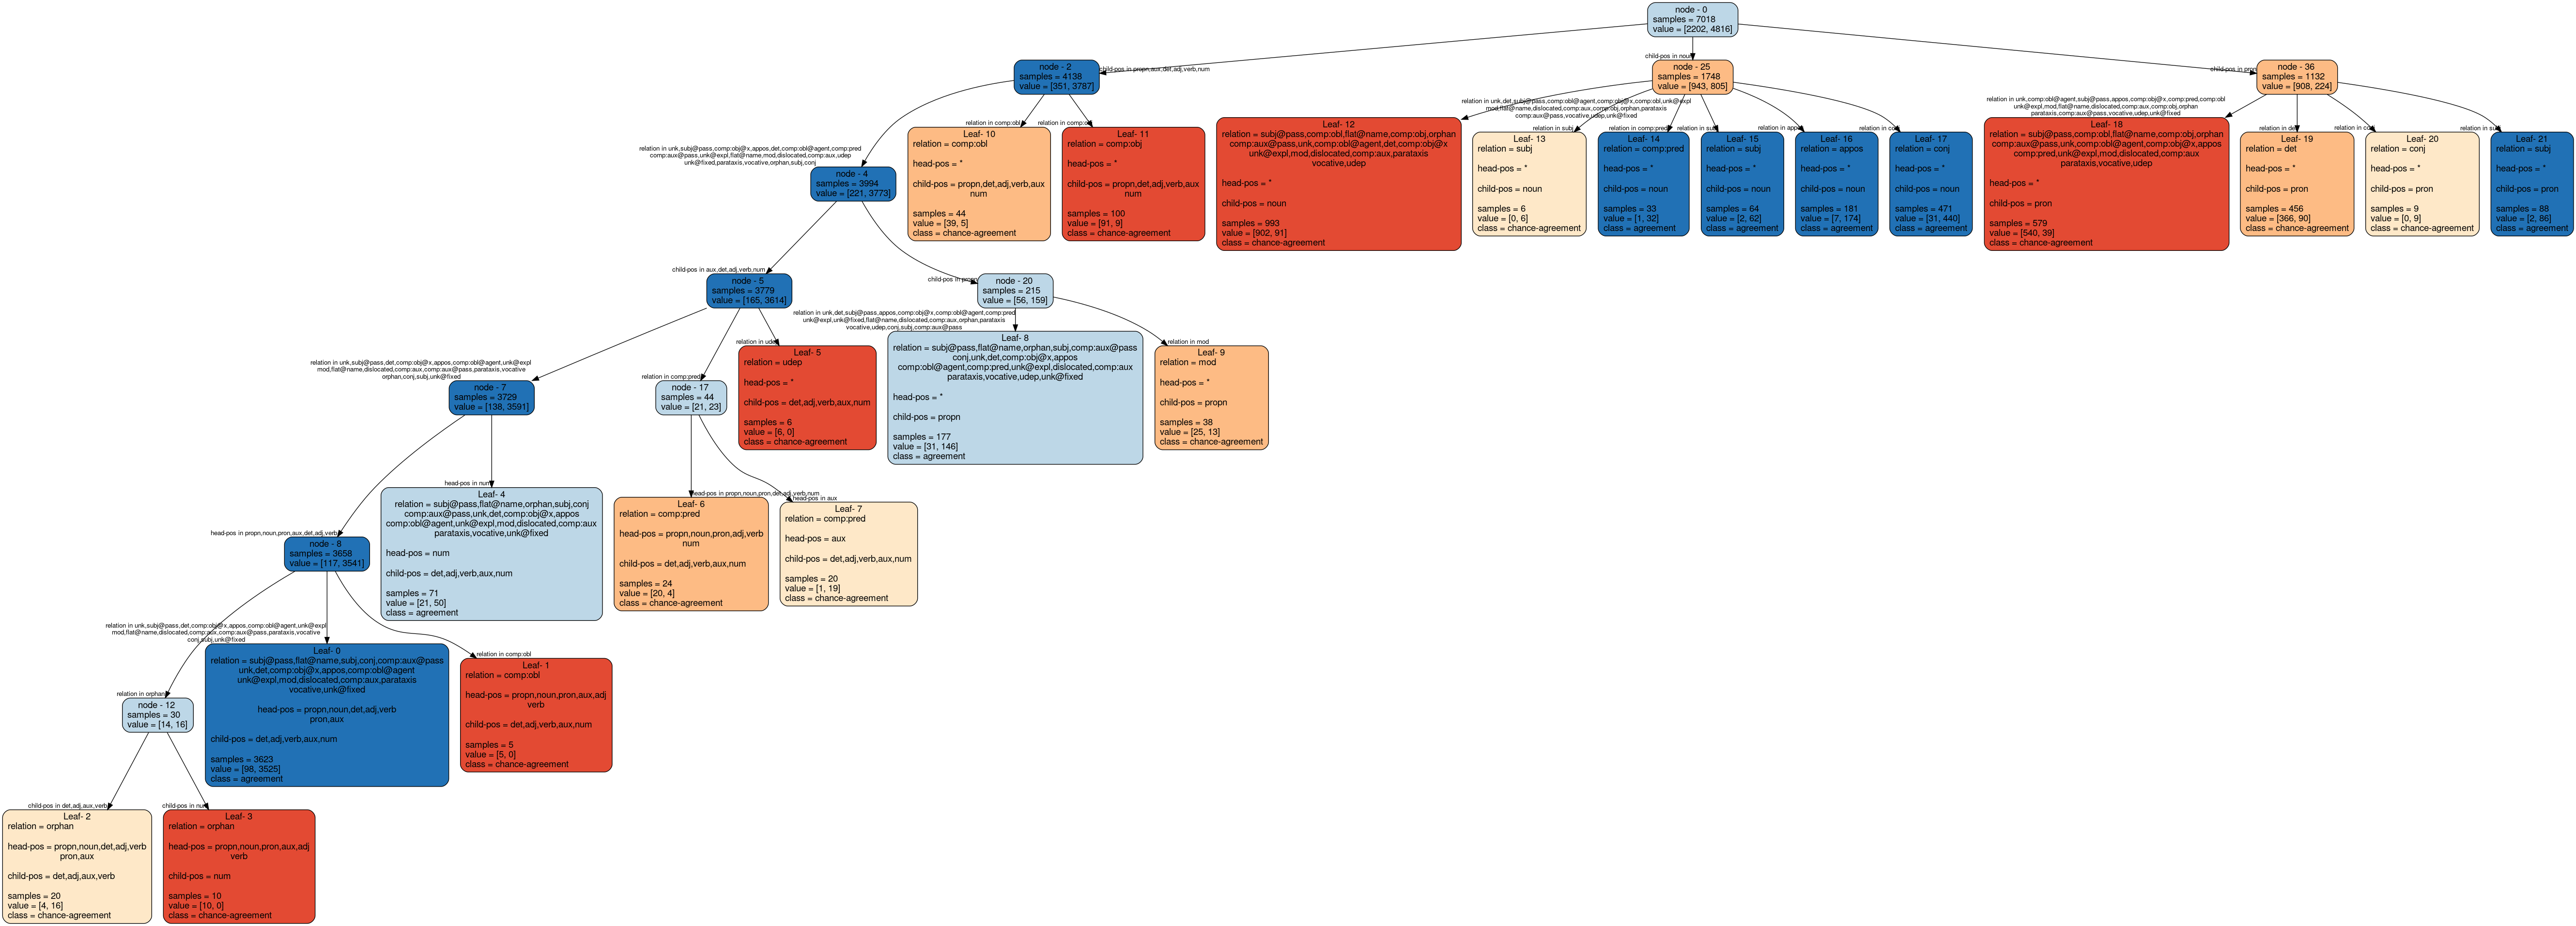 node - 0
samples = 7018
value = [2202, 4816]
child-pos in propn,aux,det,adj,verb,num
node - 2
samples = 4138
value = [351, 3787]
child-pos in noun
node - 25
samples = 1748
value = [943, 805]
child-pos in pron
node - 36
samples = 1132
value = [908, 224]
relation in unk,subj@pass,comp:obj@x,appos,det,comp:obl@agent,comp:pred
comp:aux@pass,unk@expl,flat@name,mod,dislocated,comp:aux,udep
unk@fixed,parataxis,vocative,orphan,subj,conj
node - 4
samples = 3994
value = [221, 3773]
relation in comp:obl
Leaf- 10
relation = comp:obl
head-pos = *
child-pos = propn,det,adj,verb,aux
num
samples = 44
value = [39, 5]
class = chance-agreement
Leaf- 11
relation = comp:obj
head-pos = *
child-pos = propn,det,adj,verb,aux
num
samples = 100
value = [91, 9]
class = chance-agreement
relation in unk,det,subj@pass,comp:obl@agent,comp:obj@x,comp:obl,unk@expl
mod,flat@name,dislocated,comp:aux,comp:obj,orphan,parataxis
comp:aux@pass,vocative,udep,unk@fixed
Leaf- 12
relation = subj@pass,comp:obl,flat@name,comp:obj,orphan
comp:aux@pass,unk,comp:obl@agent,det,comp:obj@x
unk@expl,mod,dislocated,comp:aux,parataxis
vocative,udep
head-pos = *
child-pos = noun
samples = 993
value = [902, 91]
class = chance-agreement
relation in subj
Leaf- 13
relation = subj
head-pos = *
child-pos = noun
samples = 6
value = [0, 6]
class = chance-agreement
relation in comp:pred
Leaf- 14
relation = comp:pred
head-pos = *
child-pos = noun
samples = 33
value = [1, 32]
class = agreement
Leaf- 15
relation = subj
head-pos = *
child-pos = noun
samples = 64
value = [2, 62]
class = agreement
Leaf- 16
relation = appos
head-pos = *
child-pos = noun
samples = 181
value = [7, 174]
class = agreement
Leaf- 17
relation = conj
head-pos = *
child-pos = noun
samples = 471
value = [31, 440]
class = agreement
relation in unk,comp:obl@agent,subj@pass,appos,comp:obj@x,comp:pred,comp:obl
unk@expl,mod,flat@name,dislocated,comp:aux,comp:obj,orphan
parataxis,comp:aux@pass,vocative,udep,unk@fixed
Leaf- 18
relation = subj@pass,comp:obl,flat@name,comp:obj,orphan
comp:aux@pass,unk,comp:obl@agent,comp:obj@x,appos
comp:pred,unk@expl,mod,dislocated,comp:aux
parataxis,vocative,udep
head-pos = *
child-pos = pron
samples = 579
value = [540, 39]
class = chance-agreement
relation in det
Leaf- 19
relation = det
head-pos = *
child-pos = pron
samples = 456
value = [366, 90]
class = chance-agreement
Leaf- 20
relation = conj
head-pos = *
child-pos = pron
samples = 9
value = [0, 9]
class = chance-agreement
Leaf- 21
relation = subj
head-pos = *
child-pos = pron
samples = 88
value = [2, 86]
class = agreement
child-pos in aux,det,adj,verb,num
node - 5
samples = 3779
value = [165, 3614]
child-pos in propn
node - 20
samples = 215
value = [56, 159]
relation in unk,subj@pass,det,comp:obj@x,appos,comp:obl@agent,unk@expl
mod,flat@name,dislocated,comp:aux,comp:aux@pass,parataxis,vocative
orphan,conj,subj,unk@fixed
node - 7
samples = 3729
value = [138, 3591]
relation in comp:pred
node - 17
samples = 44
value = [21, 23]
relation in udep
Leaf- 5
relation = udep
head-pos = *
child-pos = det,adj,verb,aux,num
samples = 6
value = [6, 0]
class = chance-agreement
relation in unk,det,subj@pass,appos,comp:obj@x,comp:obl@agent,comp:pred
unk@expl,unk@fixed,flat@name,dislocated,comp:aux,orphan,parataxis
vocative,udep,conj,subj,comp:aux@pass
Leaf- 8
relation = subj@pass,flat@name,orphan,subj,comp:aux@pass
conj,unk,det,comp:obj@x,appos
comp:obl@agent,comp:pred,unk@expl,dislocated,comp:aux
parataxis,vocative,udep,unk@fixed
head-pos = *
child-pos = propn
samples = 177
value = [31, 146]
class = agreement
relation in mod
Leaf- 9
relation = mod
head-pos = *
child-pos = propn
samples = 38
value = [25, 13]
class = chance-agreement
head-pos in propn,noun,pron,aux,det,adj,verb
node - 8
samples = 3658
value = [117, 3541]
head-pos in num
Leaf- 4
relation = subj@pass,flat@name,orphan,subj,conj
comp:aux@pass,unk,det,comp:obj@x,appos
comp:obl@agent,unk@expl,mod,dislocated,comp:aux
parataxis,vocative,unk@fixed
head-pos = num
child-pos = det,adj,verb,aux,num
samples = 71
value = [21, 50]
class = agreement
head-pos in propn,noun,pron,det,adj,verb,num
Leaf- 6
relation = comp:pred
head-pos = propn,noun,pron,adj,verb
num
child-pos = det,adj,verb,aux,num
samples = 24
value = [20, 4]
class = chance-agreement
head-pos in aux
Leaf- 7
relation = comp:pred
head-pos = aux
child-pos = det,adj,verb,aux,num
samples = 20
value = [1, 19]
class = chance-agreement
relation in orphan
node - 12
samples = 30
value = [14, 16]
relation in unk,subj@pass,det,comp:obj@x,appos,comp:obl@agent,unk@expl
mod,flat@name,dislocated,comp:aux,comp:aux@pass,parataxis,vocative
conj,subj,unk@fixed
Leaf- 0
relation = subj@pass,flat@name,subj,conj,comp:aux@pass
unk,det,comp:obj@x,appos,comp:obl@agent
unk@expl,mod,dislocated,comp:aux,parataxis
vocative,unk@fixed
head-pos = propn,noun,det,adj,verb
pron,aux
child-pos = det,adj,verb,aux,num
samples = 3623
value = [98, 3525]
class = agreement
relation in comp:obl
Leaf- 1
relation = comp:obl
head-pos = propn,noun,pron,aux,adj
verb
child-pos = det,adj,verb,aux,num
samples = 5
value = [5, 0]
class = chance-agreement
child-pos in det,adj,aux,verb
Leaf- 2
relation = orphan
head-pos = propn,noun,det,adj,verb
pron,aux
child-pos = det,adj,aux,verb
samples = 20
value = [4, 16]
class = chance-agreement
child-pos in num
Leaf- 3
relation = orphan
head-pos = propn,noun,pron,aux,adj
verb
child-pos = num
samples = 10
value = [10, 0]
class = chance-agreement